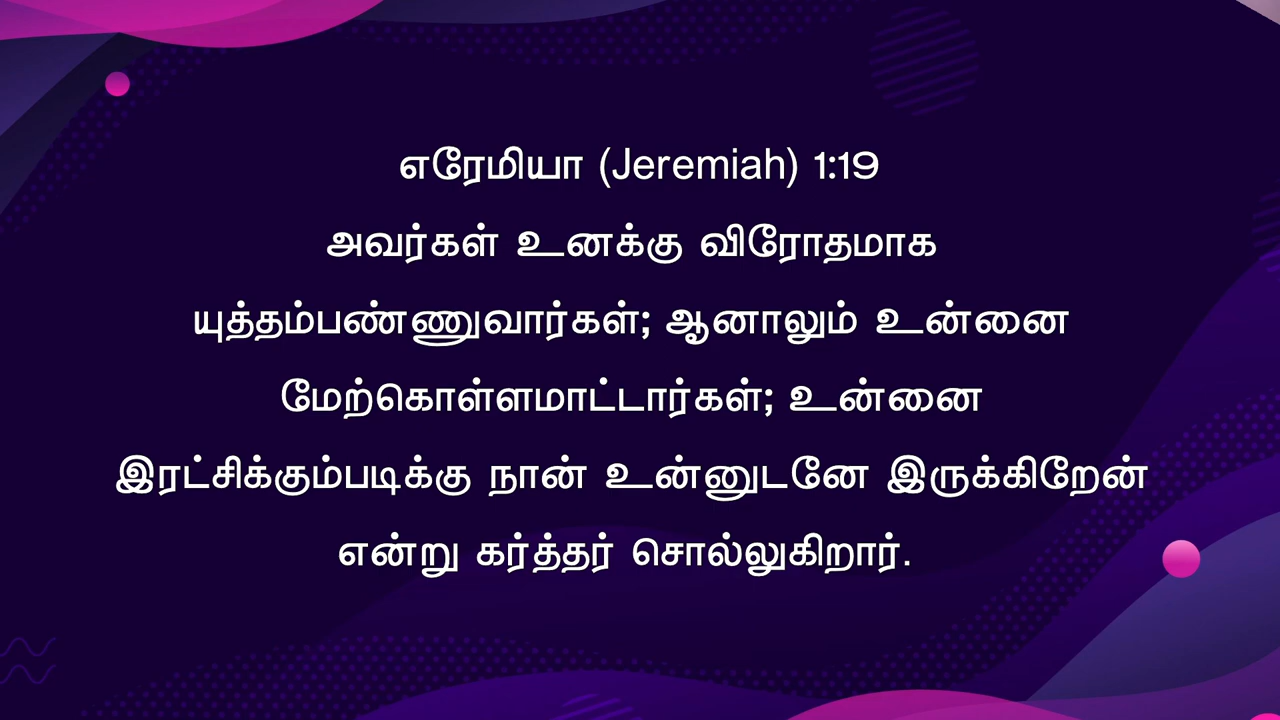 எரேமியா (Jeremiah) 1:19
அவர்கள் உனக்கு விரோதமாக
யுத்தம்பண்ணுவார்கள்; ஆனாலும் உன்னை
மேற்கொள்ளமாட்டார்கள்; உன்னை
இரட்சிக்கும்படிக்கு நான் உன்னுடனே இருக்கிறேன்
என்று கர்த்தர் சொல்லுகிறார்.